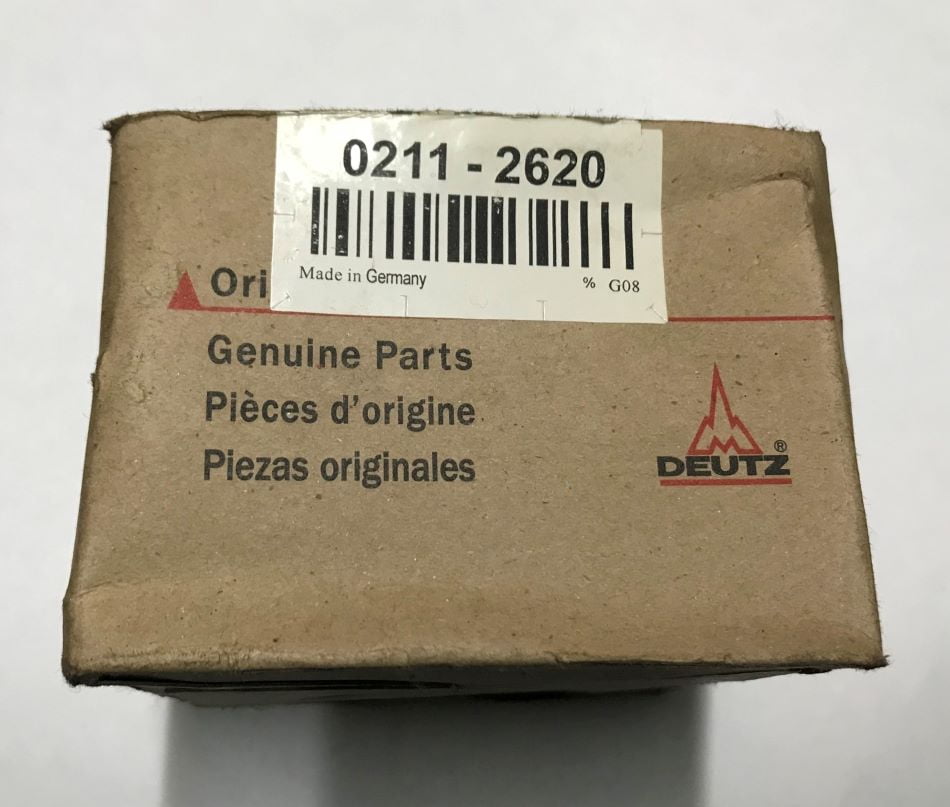 0211 - 2620
Made in Germany % G08
Ori
Genuine Parts
Pièces d'origine
Piezas originales
®
DEUTZ